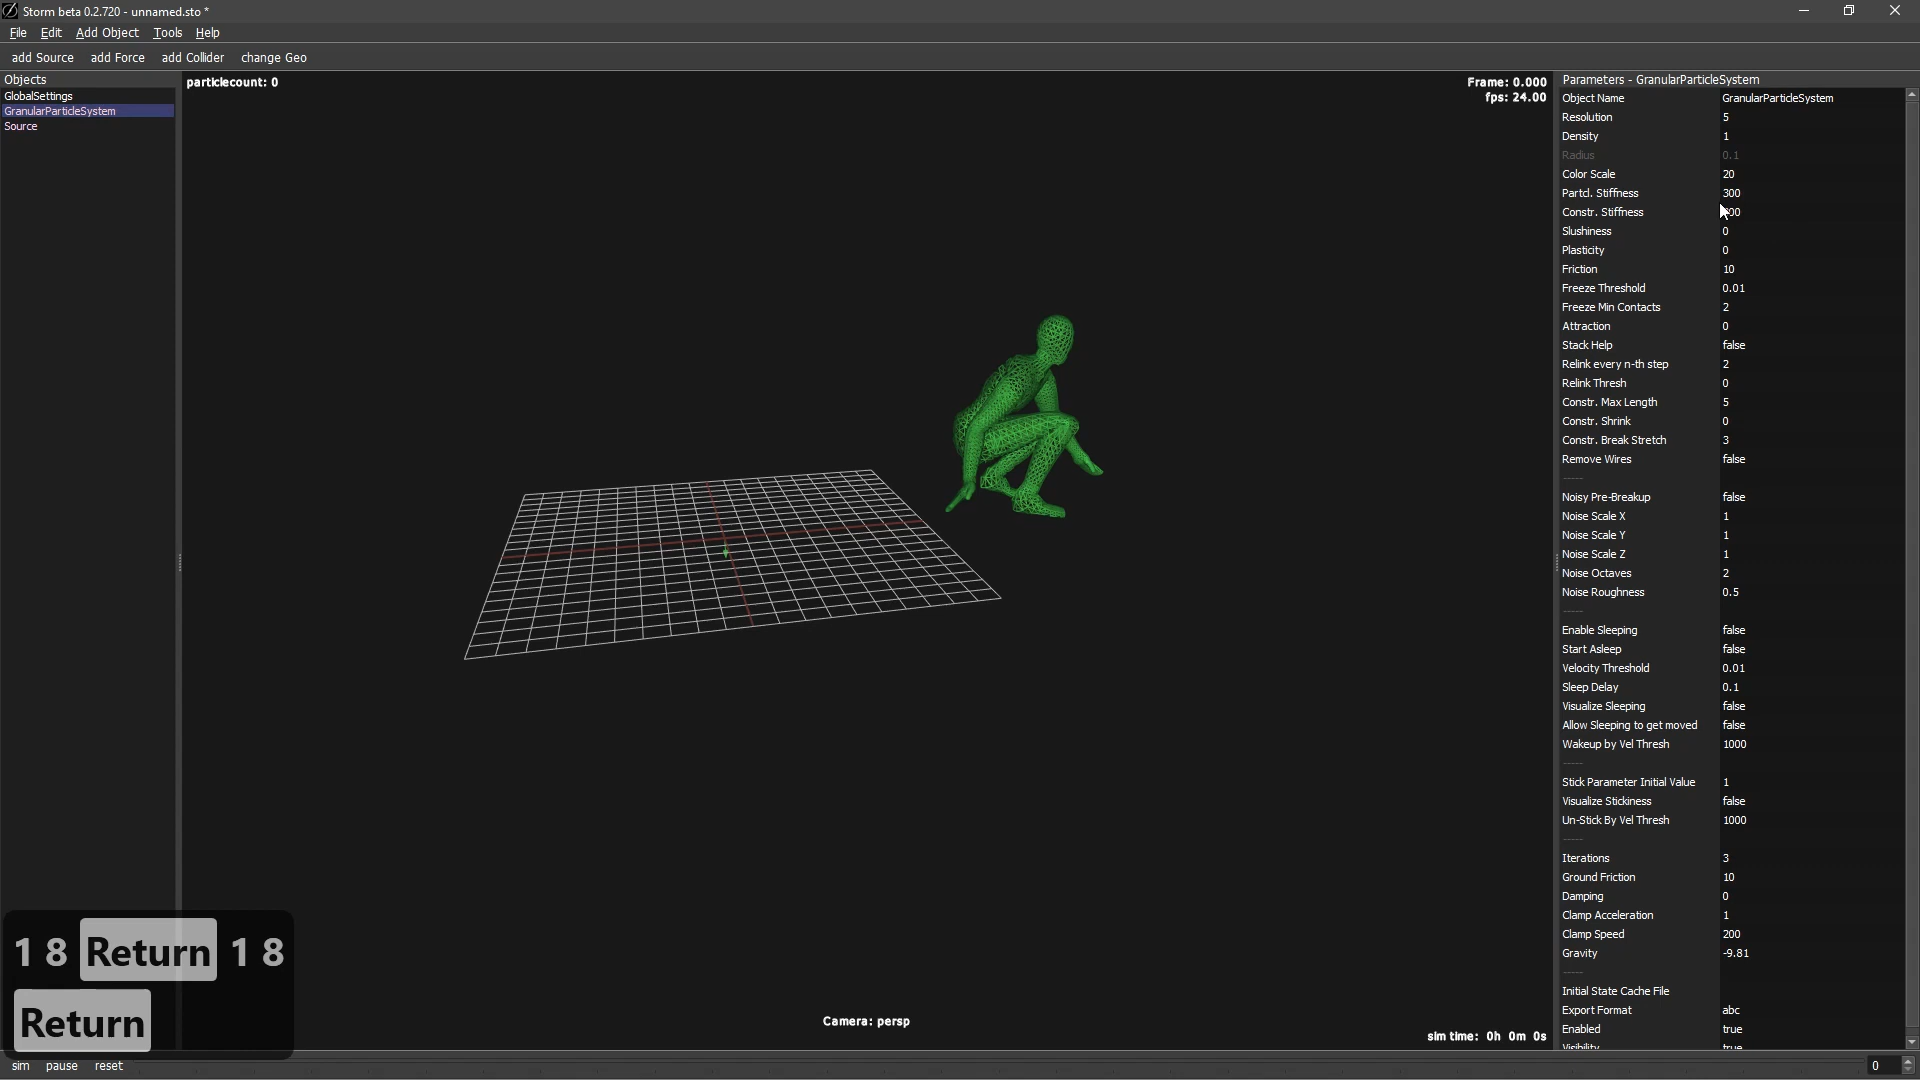 Storm beta 0.2.720 - unnamed.sto *
File Edit Add Object Tools Help
add Source add Force add Collider change Geo
Objects
GlobalSettings
GranularParticleSystem
Source
particlecount: 0
Frame: 0.000
fps: 24.00
Parameters - GranularParticleSystem
Object Name GranularParticleSystem
Resolution 5
Density 1
Radius 0.1
Color Scale 20
Partcl. Stiffness 300
Constr. Stiffness
Slushiness 0
Plasticity 0
Friction 10
Freeze Threshold 0.01
Freeze Min Contacts 2
Attraction 0
Stack Help false
Relink every n-th step 2
Relink Thresh 0
Constr. Max Length 5
Constr. Shrink 0
Constr. Break Stretch 3
Remove Wires false
-----
Noisy Pre-Breakup false
Noise Scale X 1
Noise Scale Y 1
Noise Scale Z 1
Noise Octaves 2
Noise Roughness 0.5
-----
Enable Sleeping false
Start Asleep false
Velocity Threshold 0.01
Sleep Delay 0.1
Visualize Sleeping false
Allow Sleeping to get moved false
Wakeup by Vel Thresh 1000
-----
Stick Parameter Initial Value 1
Visualize Stickiness false
Un-Stick By Vel Thresh 1000
-----
Iterations 3
Ground Friction 10
Damping 0
Clamp Acceleration 1
Clamp Speed 200
Gravity -9.81
-----
Initial State Cache File
Export Format abc
Enabled true
Visibility true
1 8 Return 1 8
Return
Camera: persp
sim time: 0h 0m 0s
sim pause reset
0